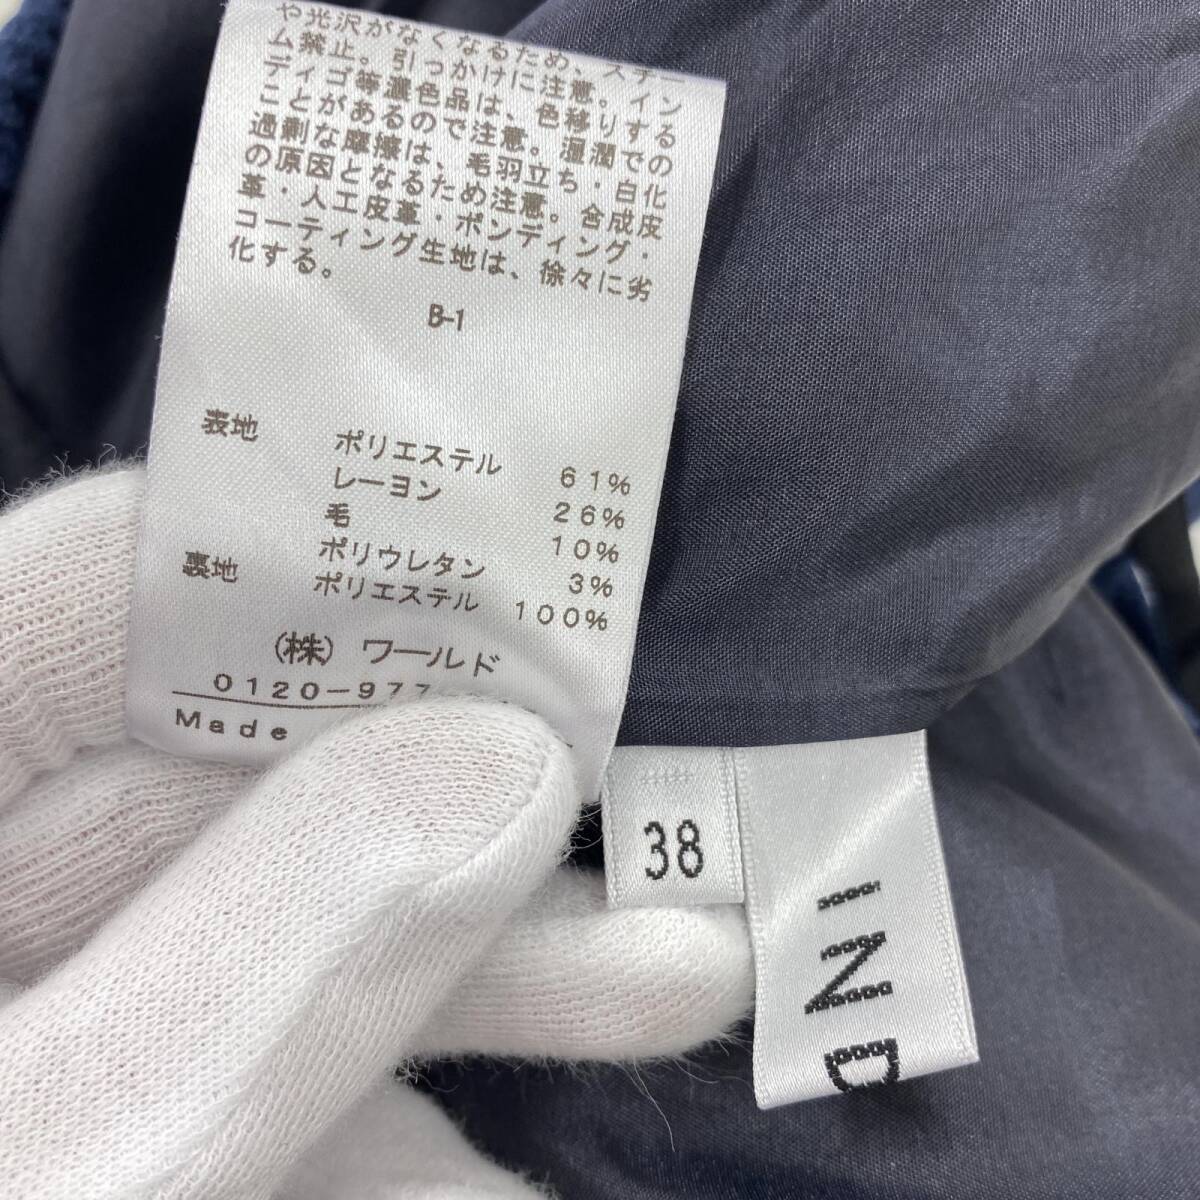 や光沢がなくなるため、スチー
ム禁止。引っかけに注意。イン
ディゴ等濃色品は、色移りする
ことがあるので注意。湿潤での
過剰な摩擦は、毛羽立ち・白化
の原因となるため注意。合成皮
革・人工皮革・ボンディング・
コーティング生地は、徐々に劣
化する。
B-1
表地 ポリエステル 61%
レーヨン 26%
毛 10%
ポリウレタン 3%
裏地 ポリエステル 100%
(株) ワールド
0120-977
Made
38
IND